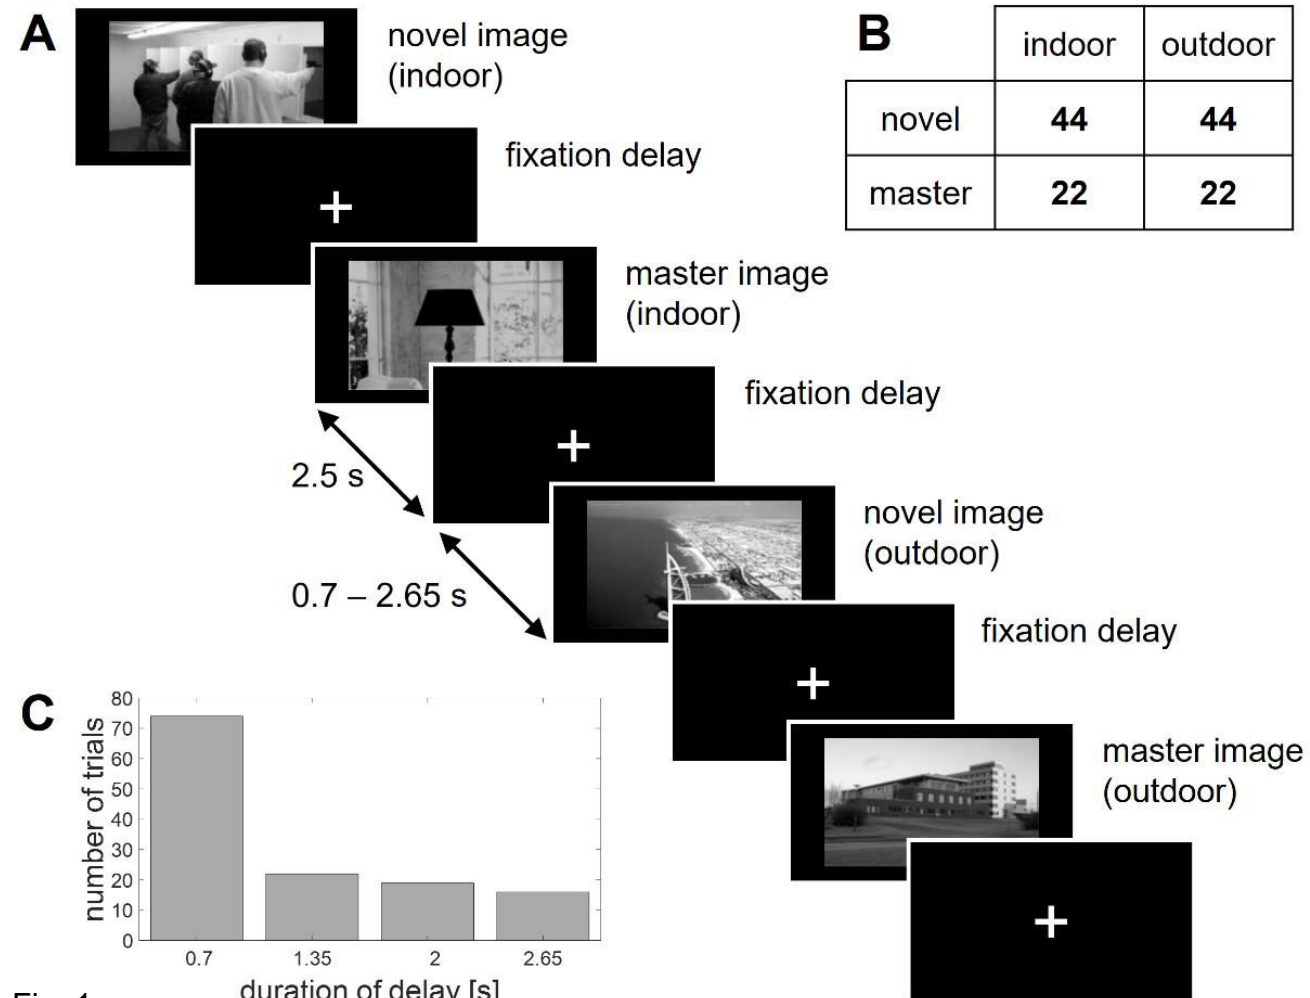 A
novel image
(indoor)
fixation delay
master image
(indoor)
fixation delay
2.5 s
novel image
(outdoor)
0.7 – 2.65 s
fixation delay
master image
(outdoor)
B
indoor outdoor
novel 44 44
master 22 22
C
number of trials
80
70
60
50
40
30
20
10
0
0.7 1.35 2 2.65
duration of delay [s]